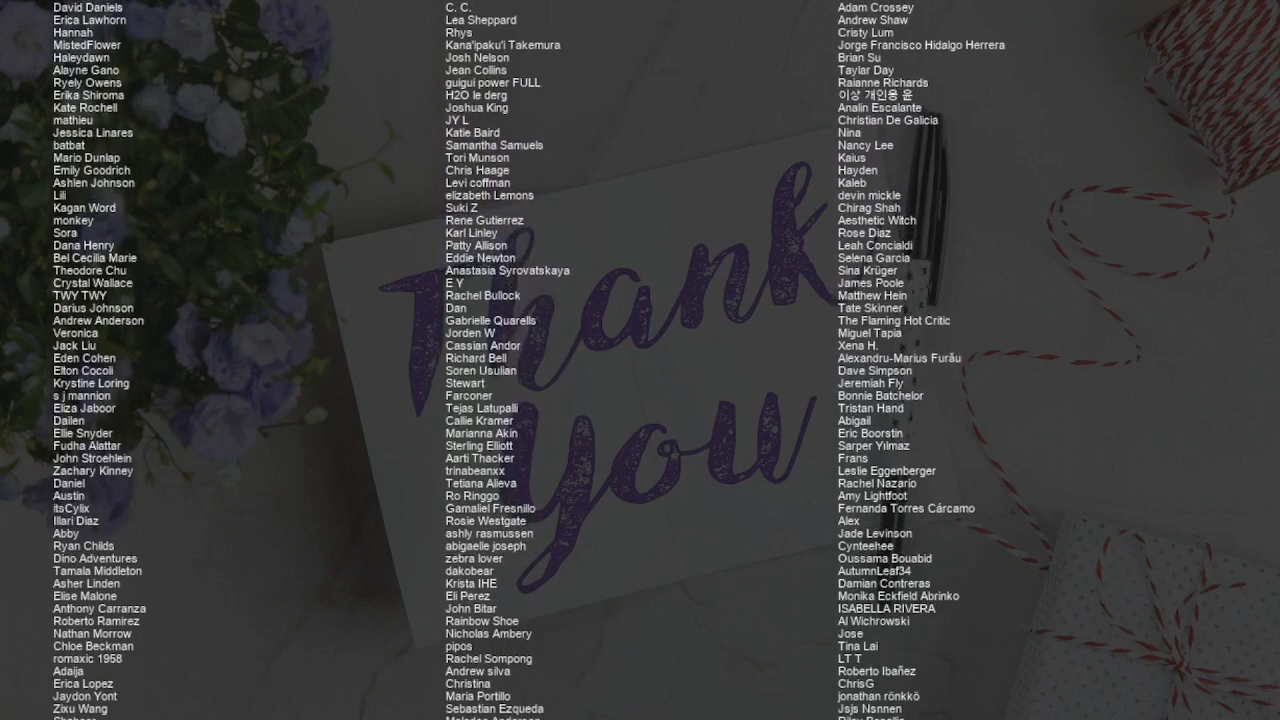 David Daniels
Erica Lawhorn
Hannah
MistedFlower
Haleydawn
Alayne Gano
Ryely Owens
Erika Shiroma
Kate Rochell
mathieu
Jessica Linares
batbat
Mario Dunlap
Emily Goodrich
Ashlen Johnson
Lili
Kagan Word
monkey
Sora
Dana Henry
Bel Cecilia Marie
Theodore Chu
Crystal Wallace
TWY TWY
Darius Johnson
Andrew Anderson
Veronica
Jack Liu
Eden Cohen
Elton Cocoli
Krystine Loring
s j mannion
Eliza Jaboor
Dailen
Ellie Snyder
Fudha Alattar
John Stroehlein
Zachary Kinney
Daniel
Austin
itsCylix
Illari Diaz
Abby
Ryan Childs
Dino Adventures
Tamala Middleton
Asher Linden
Elise Malone
Anthony Carranza
Roberto Ramirez
Nathan Morrow
Chloe Beckman
romaxic 1958
Adaija
Erica Lopez
Jaydon Yont
Zixu Wang
C. C.
Lea Sheppard
Rhys
Kana'ipaku'i Takemura
Josh Nelson
Jean Collins
guigui power FULL
H2O le derg
Joshua King
JY L
Katie Baird
Samantha Samuels
Tori Munson
Chris Haage
Levi coffman
elizabeth Lemons
Suki Z
Rene Gutierrez
Karl Linley
Patty Allison
Eddie Newton
Anastasia Syrovatskaya
E Y
Rachel Bullock
Dan
Gabrielle Quarells
Jorden W
Cassian Andor
Richard Bell
Soren Usulian
Stewart
Farconer
Tejas Latupalli
Callie Kramer
Marianna Akin
Sterling Elliott
Aarti Thacker
trinabeanxx
Tetiana Alieva
Ro Ringgo
Gamaliel Fresnillo
Rosie Westgate
ashly rasmussen
abigaelle joseph
zebra lover
dakobear
Krista IHE
Eli Perez
John Bitar
Rainbow Shoe
Nicholas Ambery
pipos
Rachel Sompong
Andrew silva
Christina
Maria Portillo
Sebastian Ezqueda
Adam Crossey
Andrew Shaw
Cristy Lum
Jorge Francisco Hidalgo Herrera
Brian Su
Taylar Day
Raianne Richards
이상 개인용 윤
Analin Escalante
Christian De Galicia
Nina
Nancy Lee
Kaius
Hayden
Kaleb
devin mickle
Chirag Shah
Aesthetic Witch
Rose Diaz
Leah Concialdi
Selena Garcia
Sina Krüger
James Poole
Matthew Hein
Tate Skinner
The Flaming Hot Critic
Miguel Tapia
Xena H.
Alexandru-Marius Furău
Dave Simpson
Jeremiah Fly
Bonnie Batchelor
Tristan Hand
Abigail
Eric Boorstin
Sarper Yılmaz
Frans
Leslie Eggenberger
Rachel Nazario
Amy Lightfoot
Fernanda Torres Cárcamo
Alex
Jade Levinson
Cynteehee
Oussama Bouabid
AutumnLeaf34
Damian Contreras
Monika Eckfield Abrinko
ISABELLA RIVERA
Al Wichrowski
Jose
Tina Lai
LT T
Roberto Ibañez
ChrisG
jonathan rönkkö
Jsjs Nsnnen
Thank
you